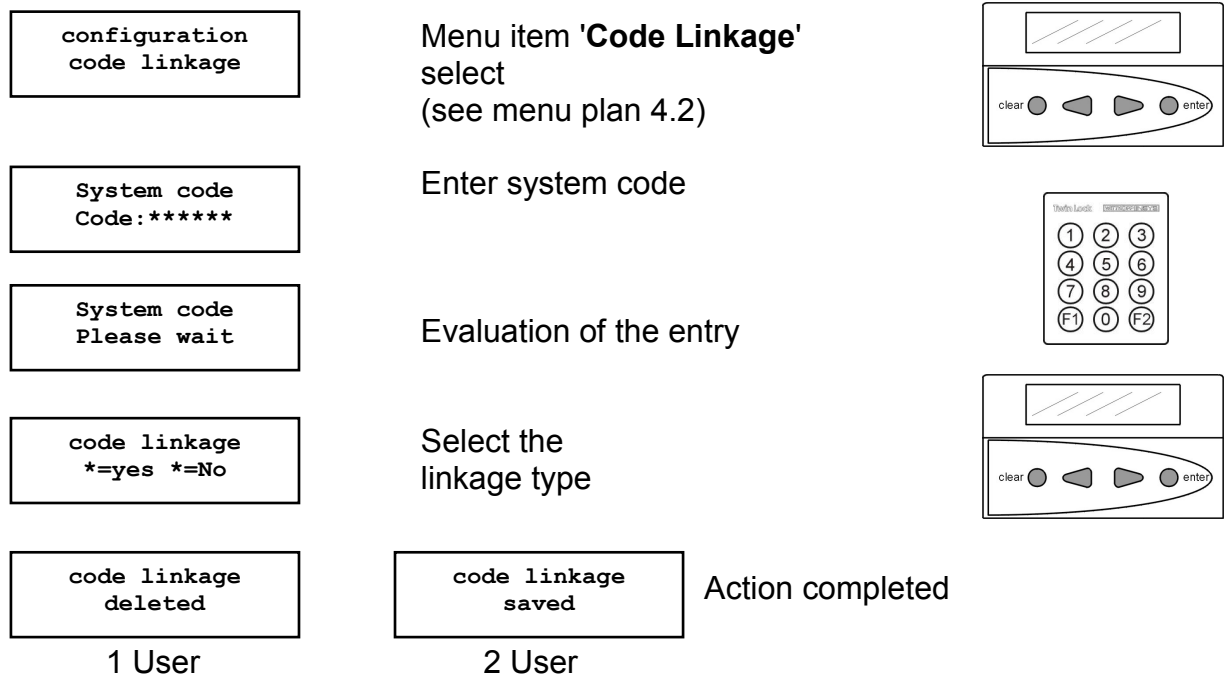 configuration
code linkage
Menu item 'Code Linkage'
select
(see menu plan 4.2)
clear
enter
System code
Code:******
Enter system code
Twin Lock
1 2 3
4 5 6
7 8 9
F1 0 F2
System code
Please wait
Evaluation of the entry
code linkage
*=yes *=No
Select the
linkage type
clear
enter
code linkage
deleted
code linkage
saved
Action completed
1 User
2 User